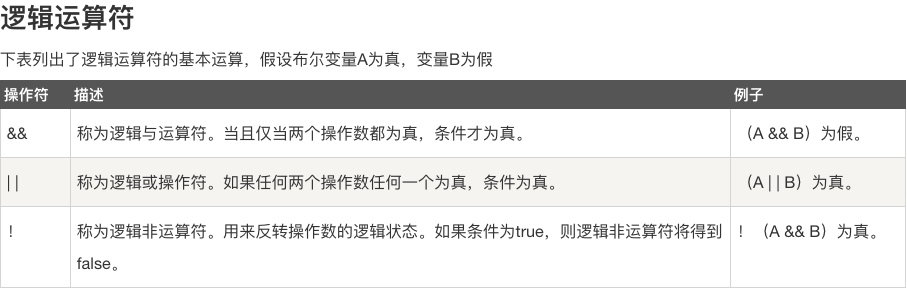 逻辑运算符
下表列出了逻辑运算符的基本运算，假设布尔变量A为真，变量B为假
操作符 描述 例子
&& 称为逻辑与运算符。当且仅当两个操作数都为真，条件才为真。 （A && B）为假。
| | 称为逻辑或操作符。如果任何两个操作数任何一个为真，条件为真。 （A | | B）为真。
！ 称为逻辑非运算符。用来反转操作数的逻辑状态。如果条件为true，则逻辑非运算符将得到 ！（A && B）为真。
false。